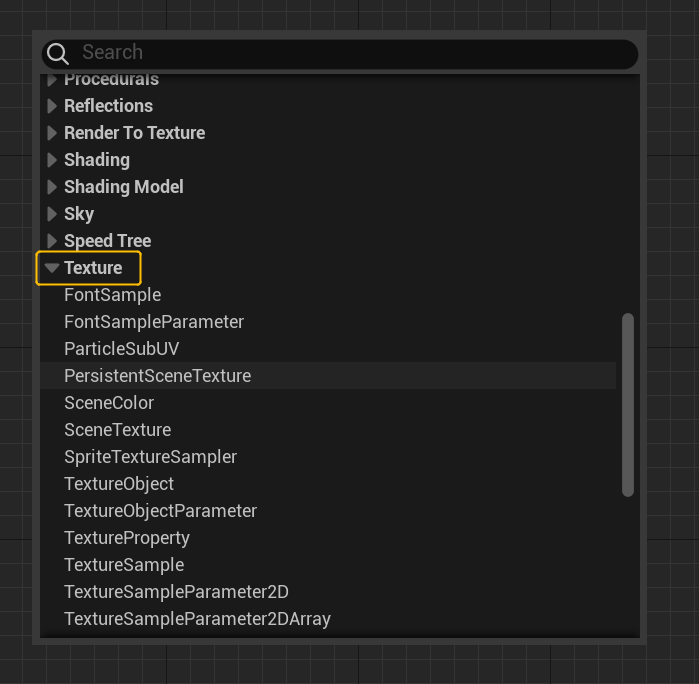 Search
Procedurals
Reflections
Render To Texture
Shading
Shading Model
Sky
Speed Tree
Texture
FontSample
FontSampleParameter
ParticleSubUV
PersistentSceneTexture
SceneColor
SceneTexture
SpriteTextureSampler
TextureObject
TextureObjectParameter
TextureProperty
TextureSample
TextureSampleParameter2D
TextureSampleParameter2DArray